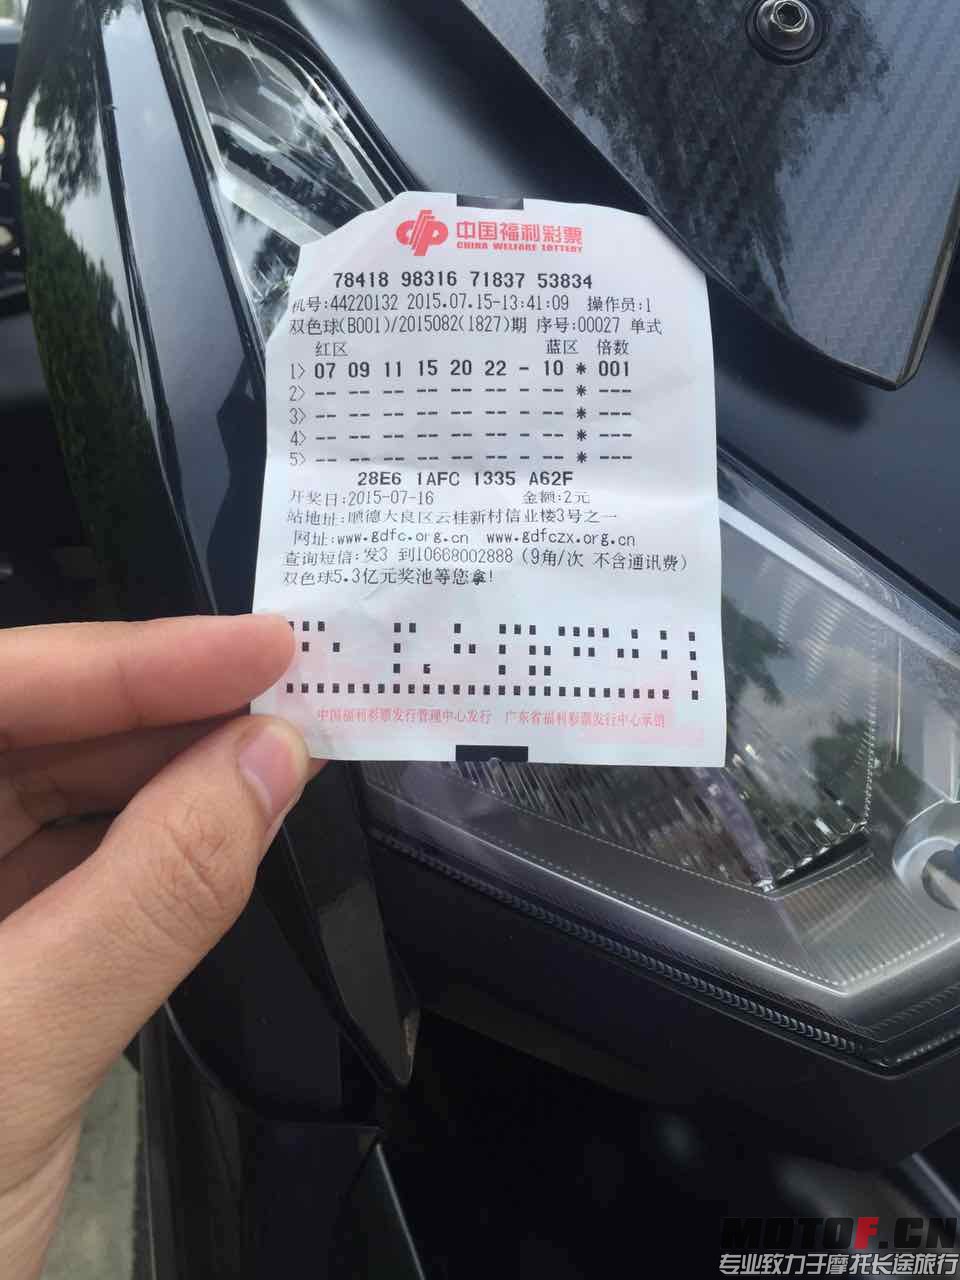 中国福利彩票
CHINA WELFARE LOTTERY
78418 98316 71837 53834
机号:44220132 2015.07.15-13:41:09 操作员:1
双色球(B001)/2015082(1827)期 序号:00027 单式
红区 蓝区 倍数
1> 07 09 11 15 20 22 - 10 * 001
2> -- -- -- -- -- -- - -- * ---
3> -- -- -- -- -- -- - -- * ---
4> -- -- -- -- -- -- - -- * ---
5> -- -- -- -- -- -- - -- * ---
28E6 1AFC 1335 A62F
开奖日:2015-07-16 金额:2元
站地址:顺德大良区云桂新村信业楼3号之一
网址:www.gdfc.org.cn www.gdfczx.org.cn
查询短信:发3 到10668002888(9角/次 不含通讯费)
双色球5.3亿元奖池等您拿!
中国福利彩票发行管理中心发行 广东省福利彩票发行中心承销
MOTOF.CN
专业致力于摩托长途旅行